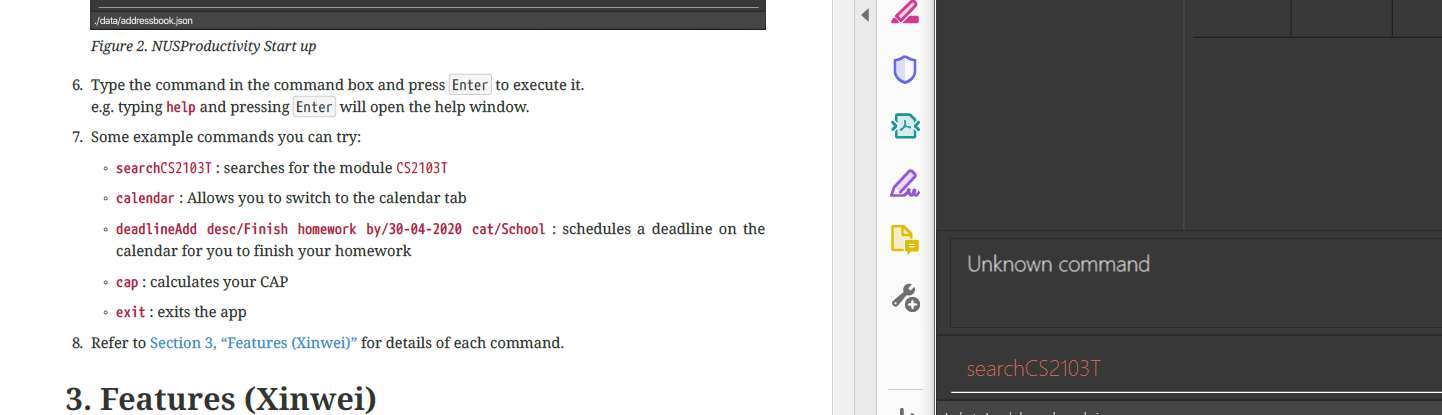 ./data/addressbook.json
Figure 2. NUSProductivity Start up
6. Type the command in the command box and press Enter to execute it.
e.g. typing help and pressing Enter will open the help window.
7. Some example commands you can try:
◦ searchCS2103T : searches for the module CS2103T
◦ calendar : Allows you to switch to the calendar tab
◦ deadlineAdd desc/Finish homework by/30-04-2020 cat/School : schedules a deadline on the
calendar for you to finish your homework
◦ cap : calculates your CAP
◦ exit : exits the app
8. Refer to Section 3, “Features (Xinwei)” for details of each command.
3. Features (Xinwei)
Unknown command
searchCS2103T